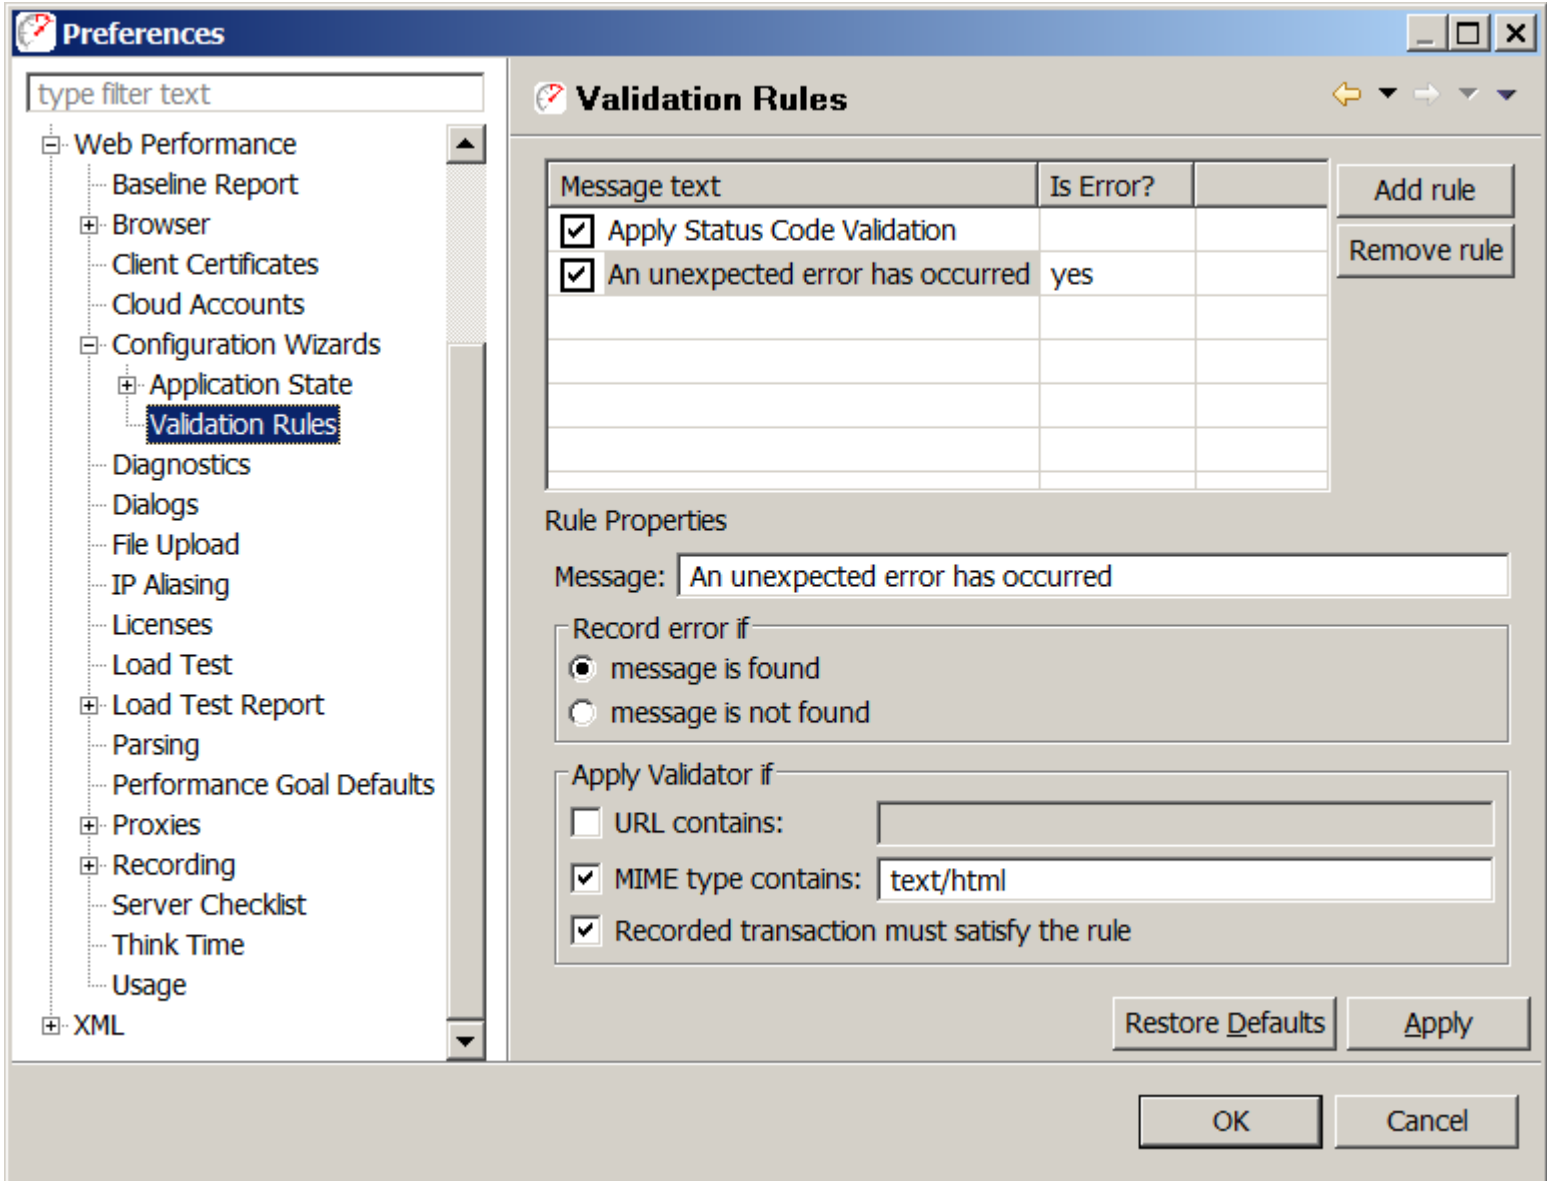 Preferences
type filter text
Web Performance
Baseline Report
Browser
Client Certificates
Cloud Accounts
Configuration Wizards
Application State
Validation Rules
Diagnostics
Dialogs
File Upload
IP Aliasing
Licenses
Load Test
Load Test Report
Parsing
Performance Goal Defaults
Proxies
Recording
Server Checklist
Think Time
Usage
XML
Validation Rules
Message text Is Error?
Apply Status Code Validation
An unexpected error has occurred yes
Add rule
Remove rule
Rule Properties
Message: An unexpected error has occurred
Record error if
message is found
message is not found
Apply Validator if
URL contains:
MIME type contains: text/html
Recorded transaction must satisfy the rule
Restore Defaults Apply
OK Cancel